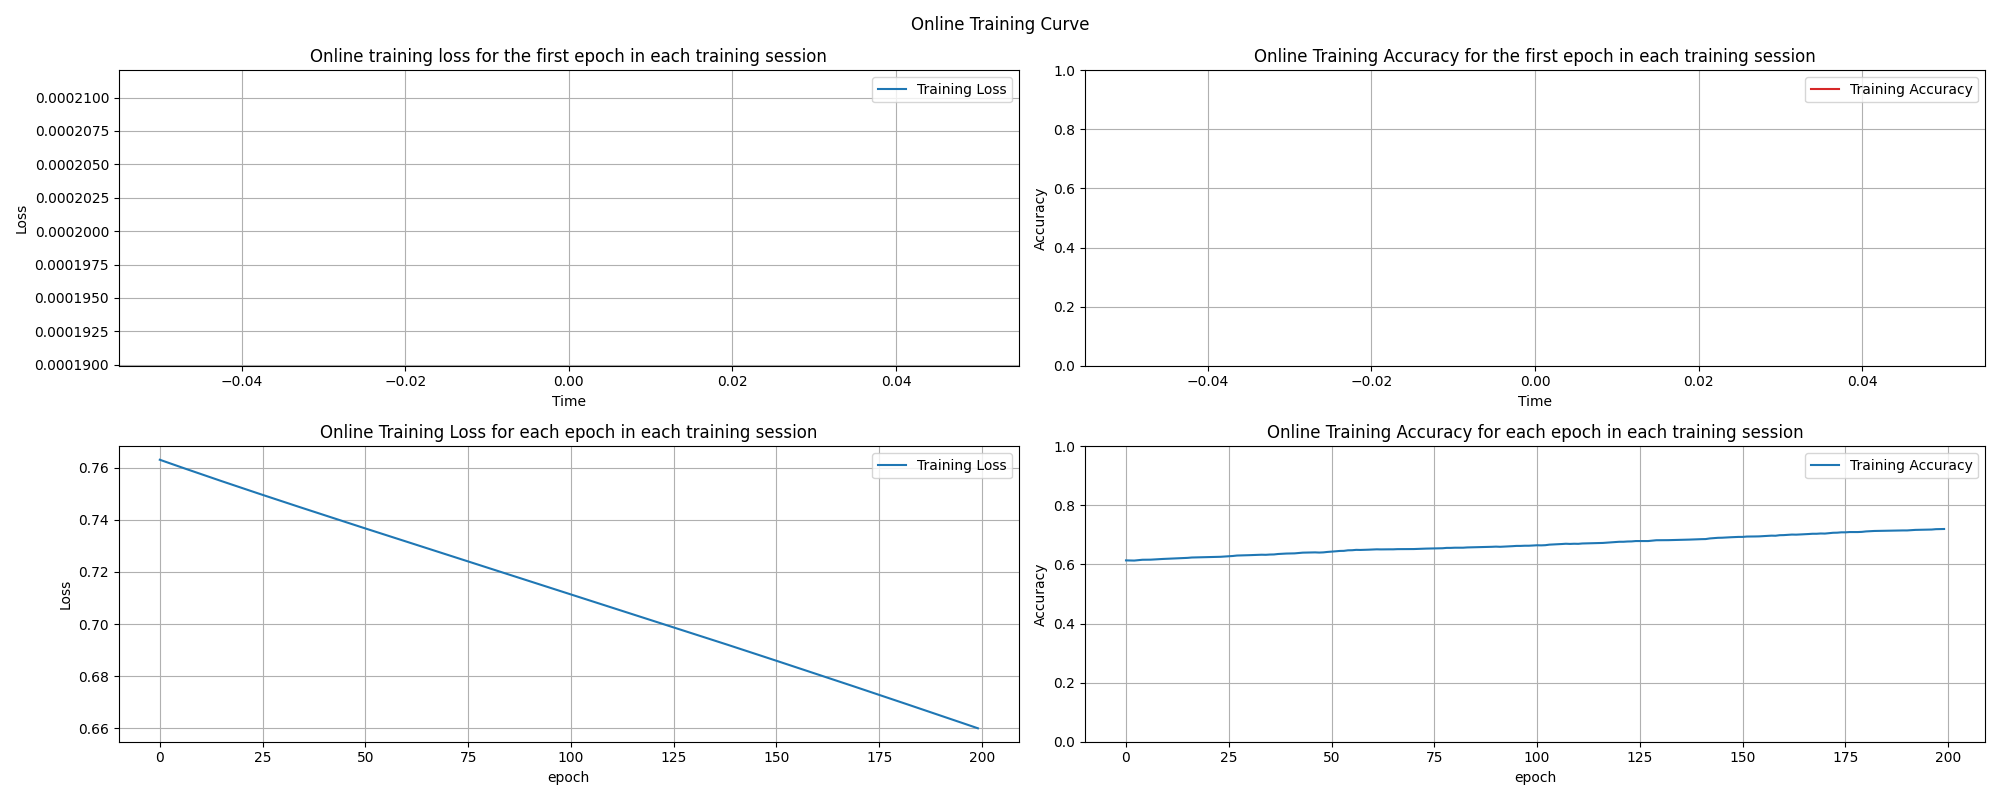 Online Training Curve
Online training loss for the first epoch in each training session
Training Loss
0.0002100
0.0002075
0.0002050
0.0002025
0.0002000
0.0001975
0.0001950
0.0001925
0.0001900
Loss
−0.04 −0.02 0.00 0.02 0.04
Time
Online Training Accuracy for the first epoch in each training session
Training Accuracy
1.0
0.8
0.6
0.4
0.2
0.0
Accuracy
−0.04 −0.02 0.00 0.02 0.04
Time
Online Training Loss for each epoch in each training session
Training Loss
0.76
0.74
0.72
0.70
0.68
0.66
Loss
0 25 50 75 100 125 150 175 200
epoch
Online Training Accuracy for each epoch in each training session
Training Accuracy
1.0
0.8
0.6
0.4
0.2
0.0
Accuracy
0 25 50 75 100 125 150 175 200
epoch